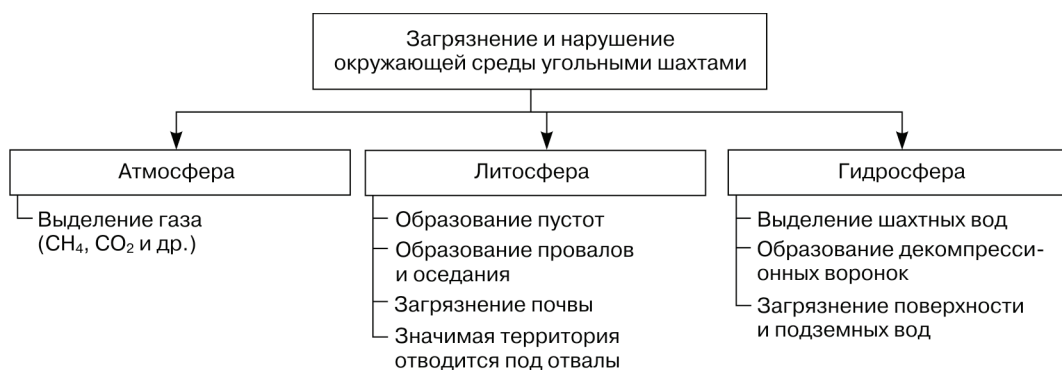 Загрязнение и нарушение
окружающей среды угольными шахтами
Атмосфера
Выделение газа
(CH₄, CO₂ и др.)
Литосфера
Образование пустот
Образование провалов
и оседания
Загрязнение почвы
Значимая территория
отводится под отвалы
Гидросфера
Выделение шахтных вод
Образование декомпресси-
онных воронок
Загрязнение поверхности
и подземных вод